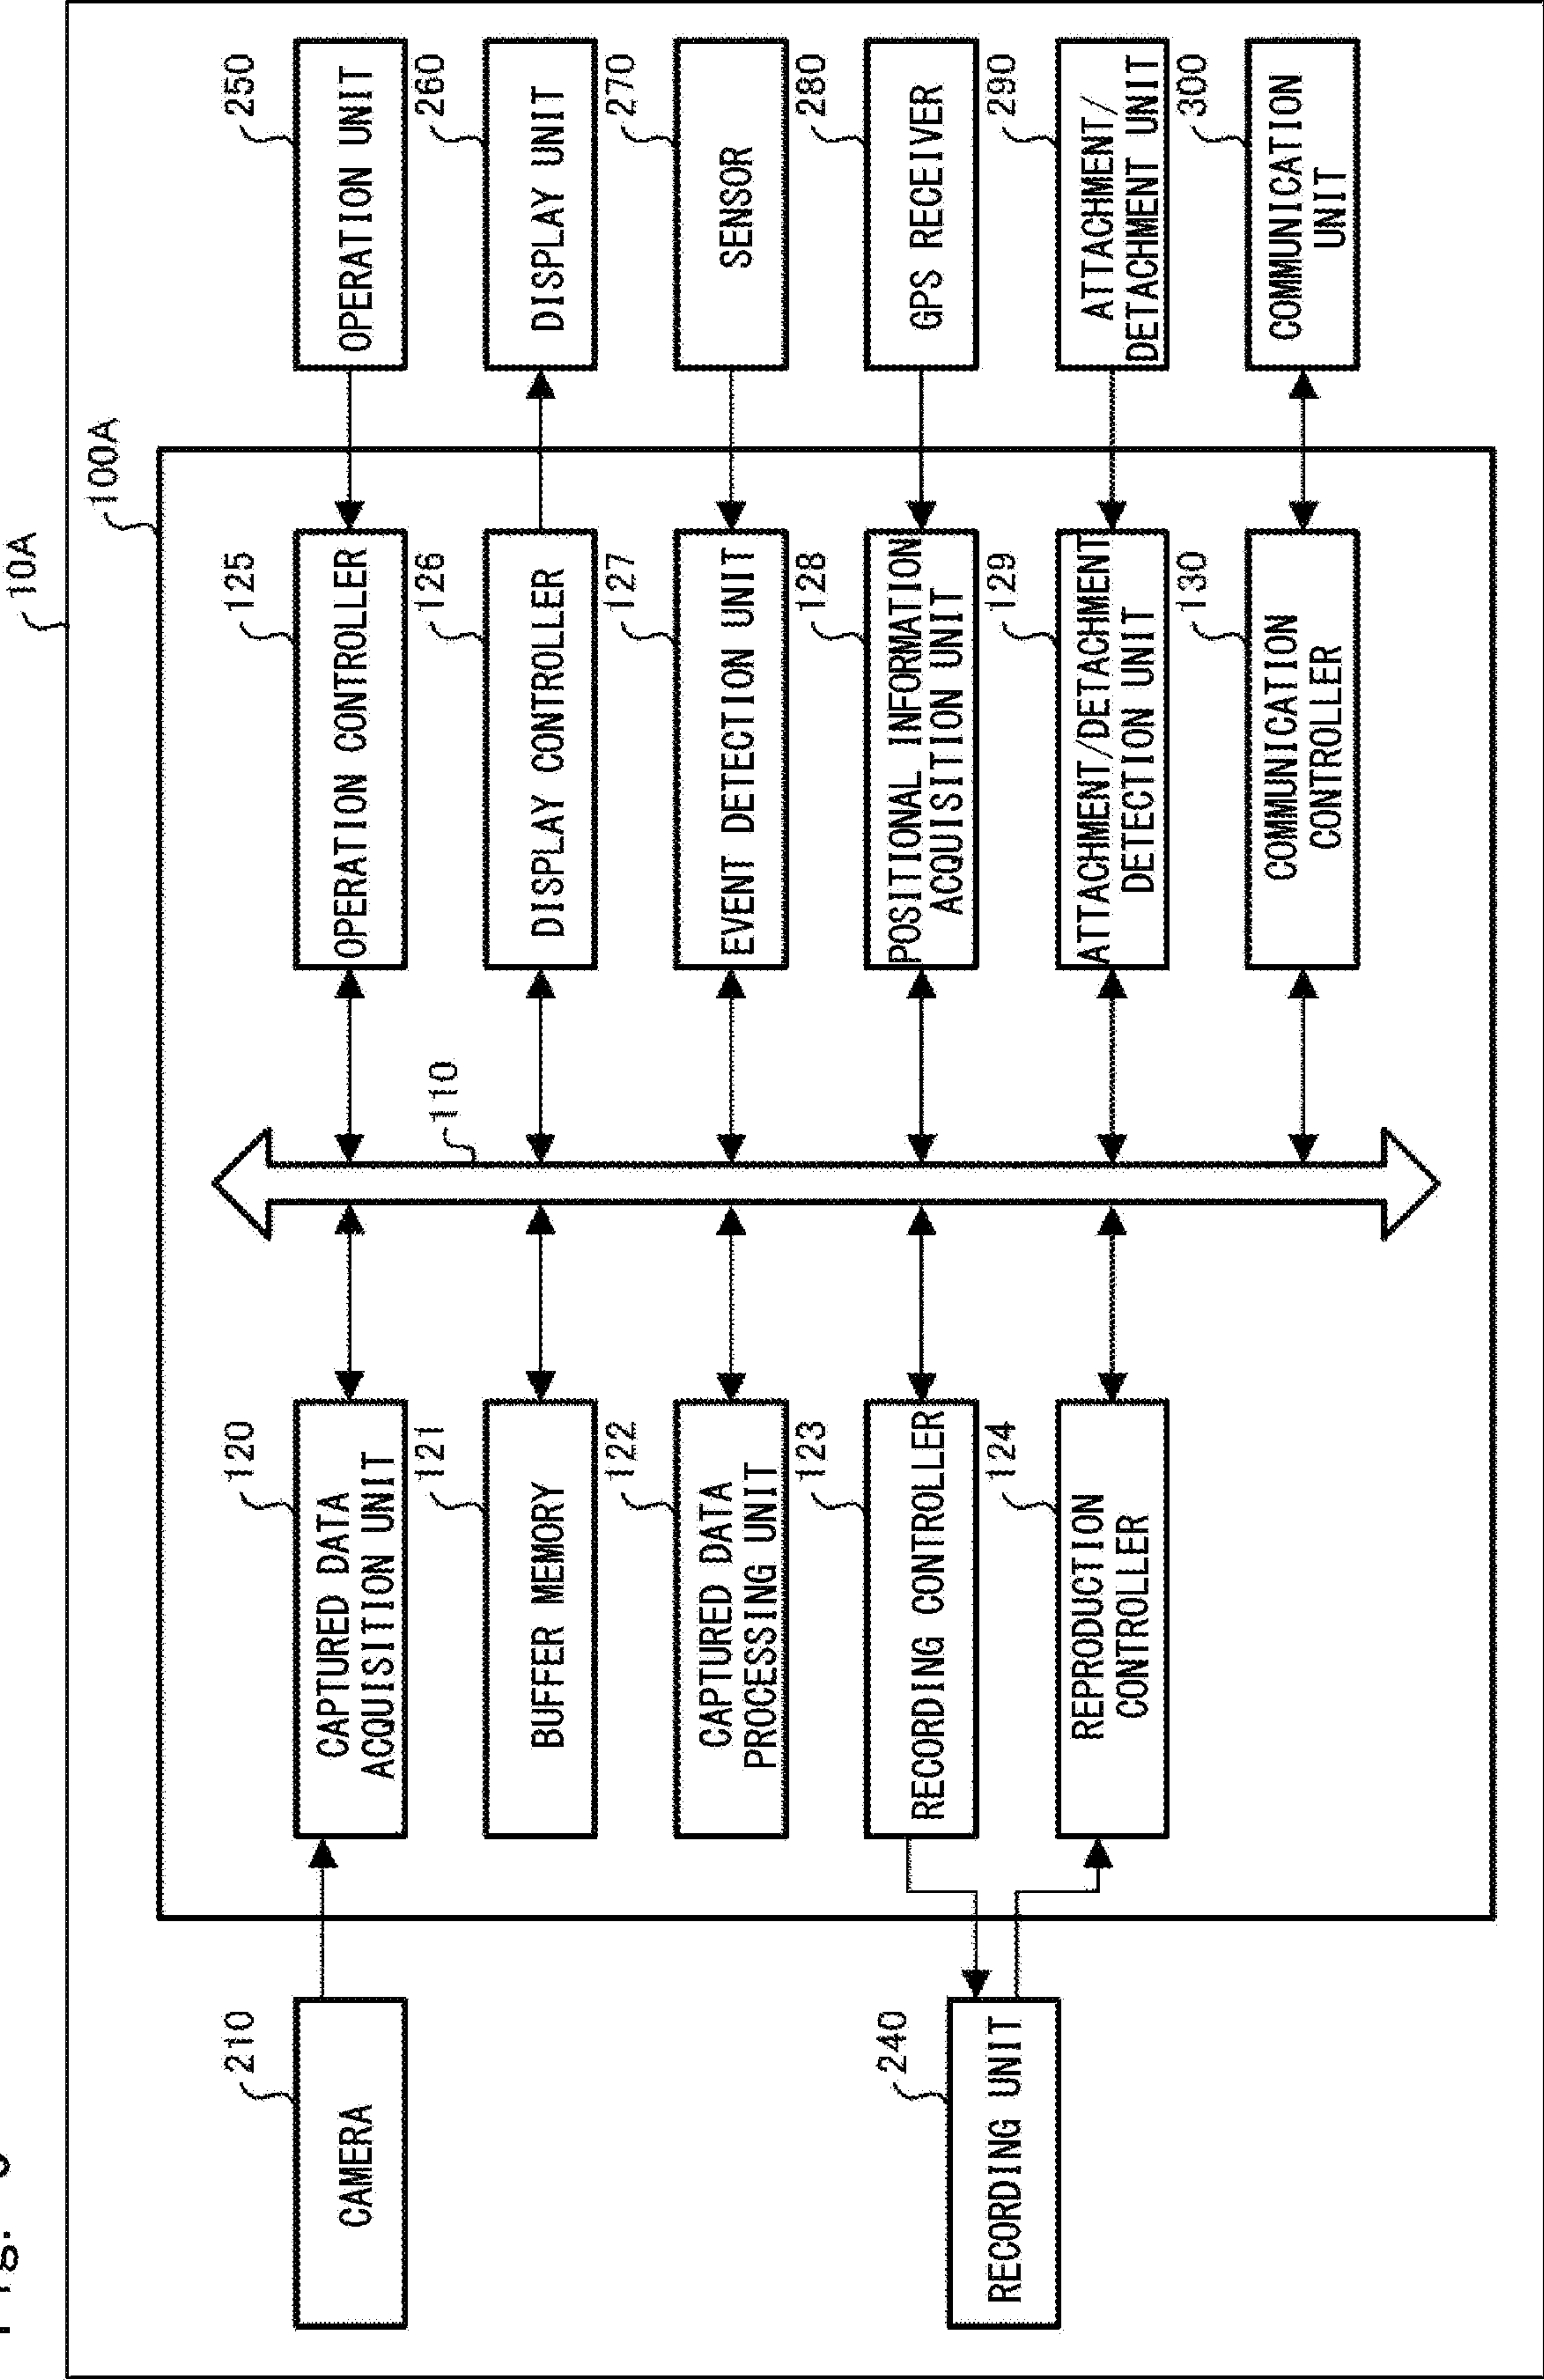 10A
100A
210
CAMERA
240
RECORDING UNIT
120
CAPTURED DATA
ACQUISITION UNIT
121
BUFFER MEMORY
122
CAPTURED DATA
PROCESSING UNIT
123
RECORDING CONTROLLER
124
REPRODUCTION
CONTROLLER
110
125
OPERATION CONTROLLER
126
DISPLAY CONTROLLER
127
EVENT DETECTION UNIT
128
POSITIONAL INFORMATION
ACQUISITION UNIT
129
ATTACHMENT/DETACHMENT
DETECTION UNIT
130
COMMUNICATION
CONTROLLER
250
OPERATION UNIT
260
DISPLAY UNIT
270
SENSOR
280
GPS RECEIVER
290
ATTACHMENT/
DETACHMENT UNIT
300
COMMUNICATION
UNIT